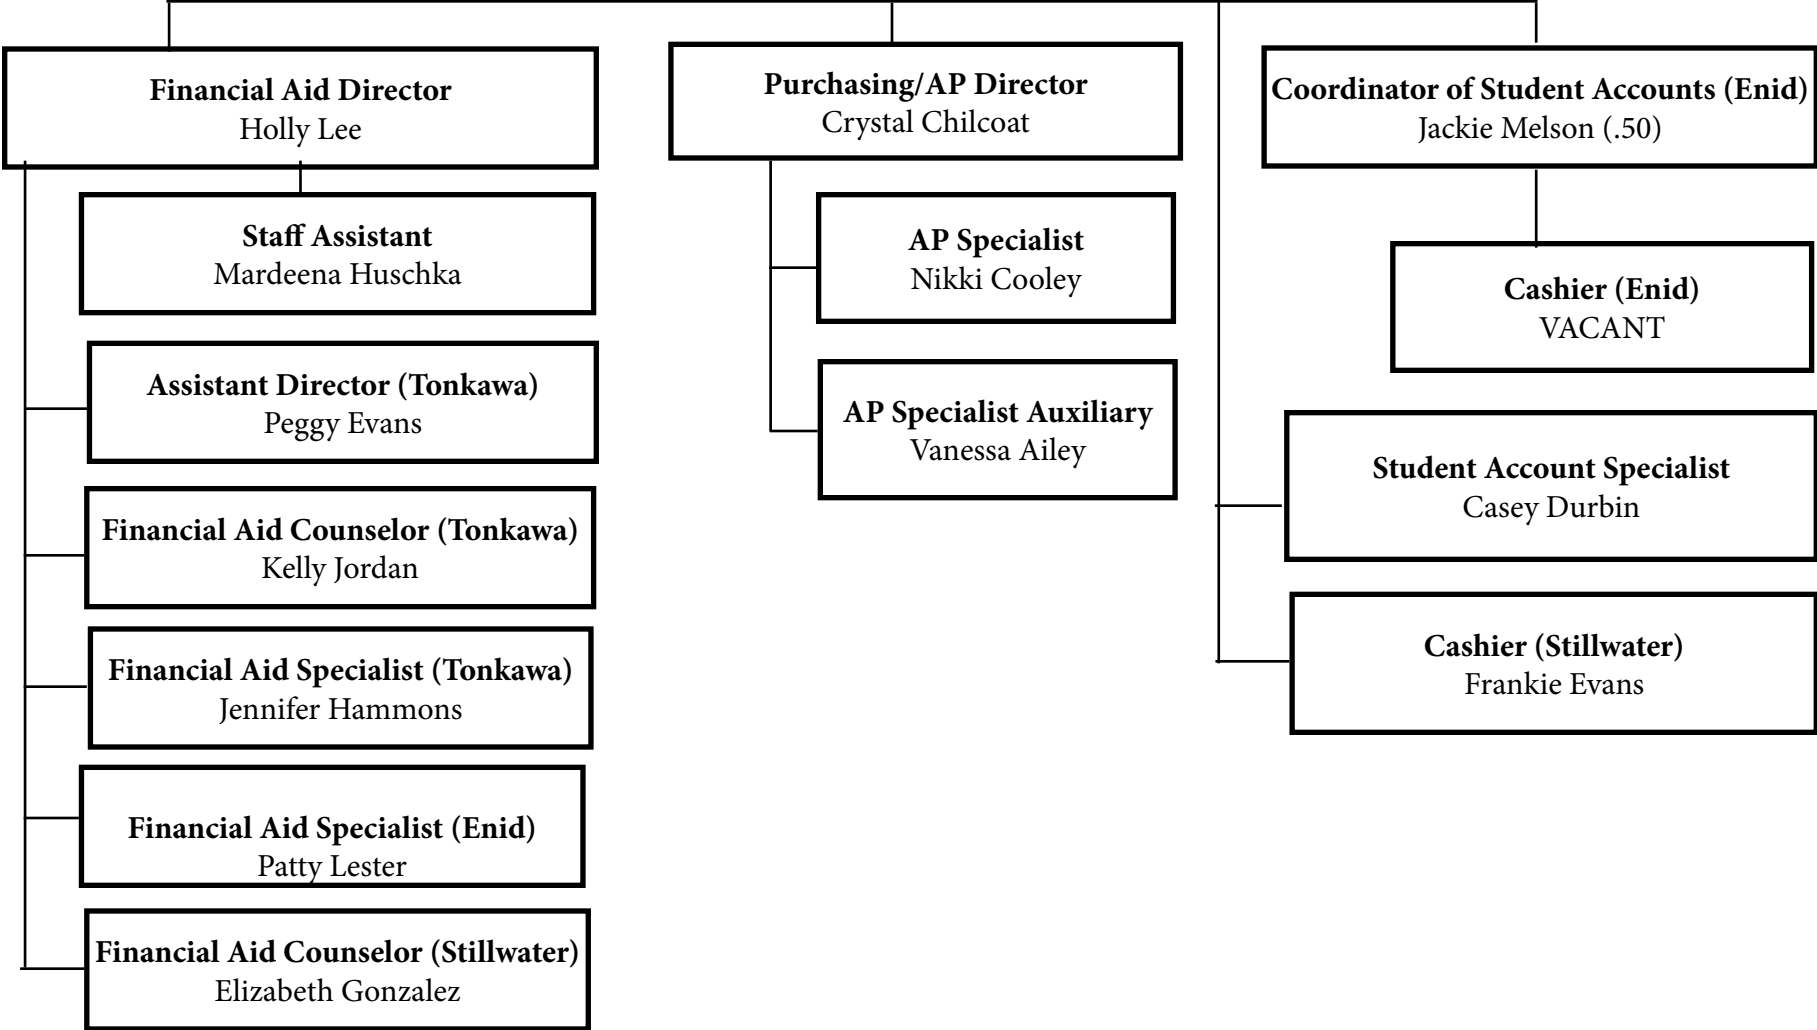 Financial Aid Director
Holly Lee
Staff Assistant
Mardeena Huschka
Assistant Director (Tonkawa)
Peggy Evans
Financial Aid Counselor (Tonkawa)
Kelly Jordan
Financial Aid Specialist (Tonkawa)
Jennifer Hammons
Financial Aid Specialist (Enid)
Patty Lester
Financial Aid Counselor (Stillwater)
Elizabeth Gonzalez
Purchasing/AP Director
Crystal Chilcoat
AP Specialist
Nikki Cooley
AP Specialist Auxiliary
Vanessa Ailey
Coordinator of Student Accounts (Enid)
Jackie Melson (.50)
Cashier (Enid)
VACANT
Student Account Specialist
Casey Durbin
Cashier (Stillwater)
Frankie Evans